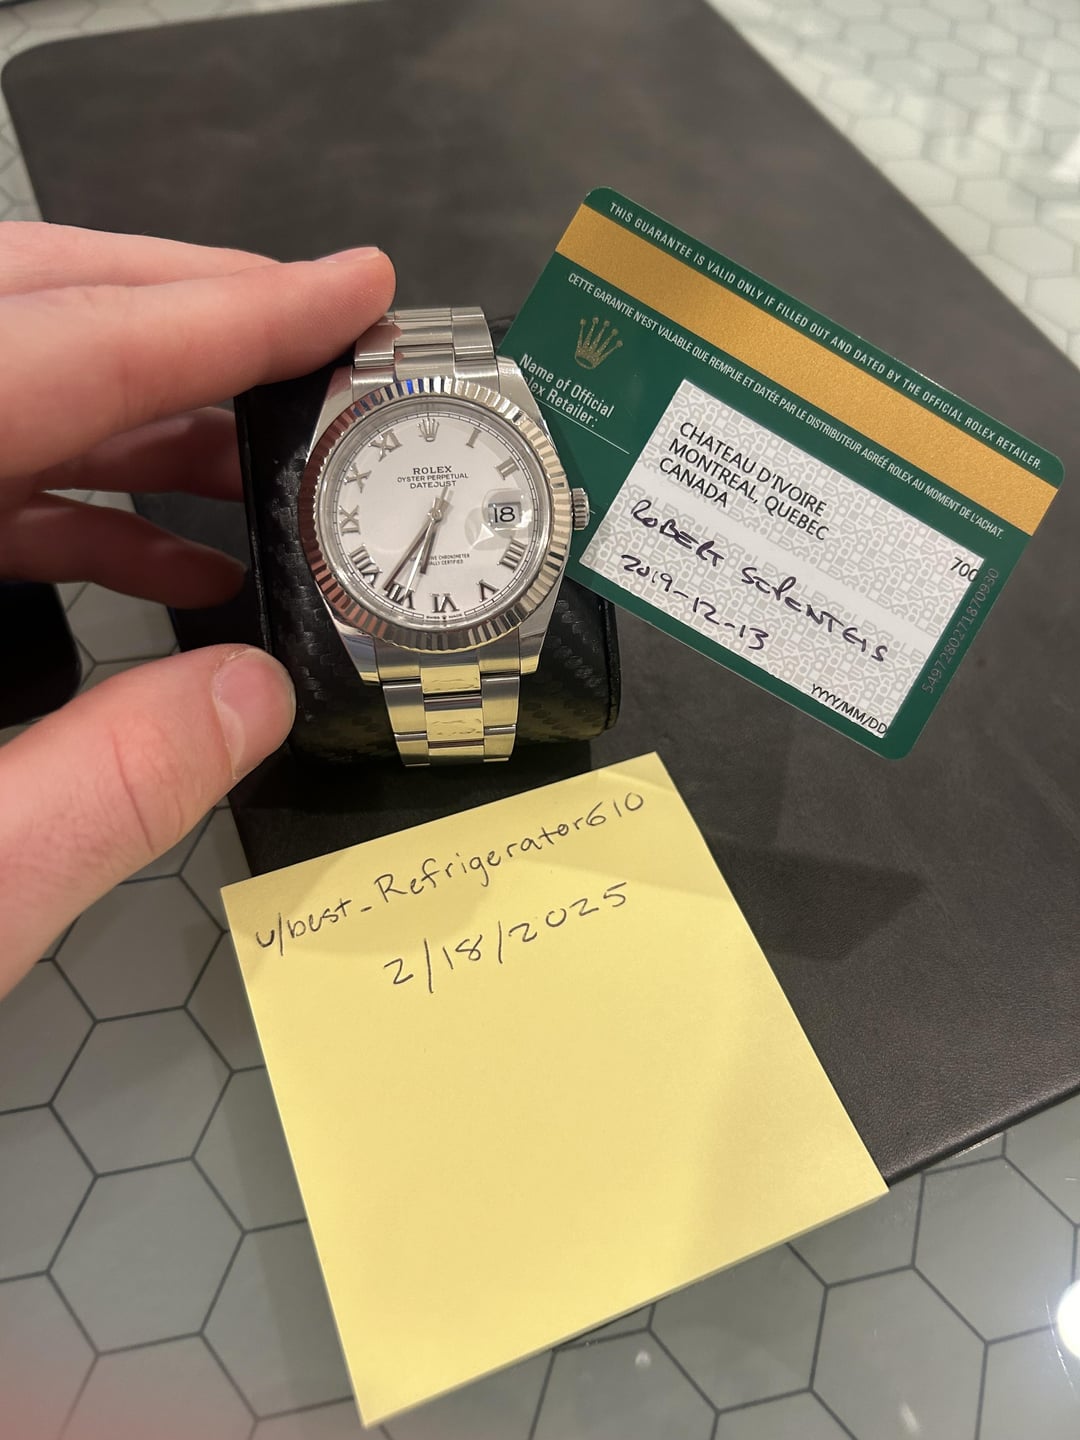 ROLEX
OYSTER PERPETUAL
DATEJUST
18
THIS GUARANTEE IS VALID ONLY IF FILLED OUT AND DATED BY THE OFFICIAL ROLEX RETAILER.
CETTE GARANTIE N'EST VALABLE QUE REMPLIE ET DATÉE PAR LE DISTRIBUTEUR AGRÉÉ ROLEX AU MOMENT DE L'ACHAT.
Name of Official
Retailer:
CHATEAU D'IVOIRE
MONTREAL, QUEBEC
CANADA
700
ROBERT
2019-12-13
YYYY/MM/DD
5497280271870930
u/best_Refrigerator610
2/18/2025